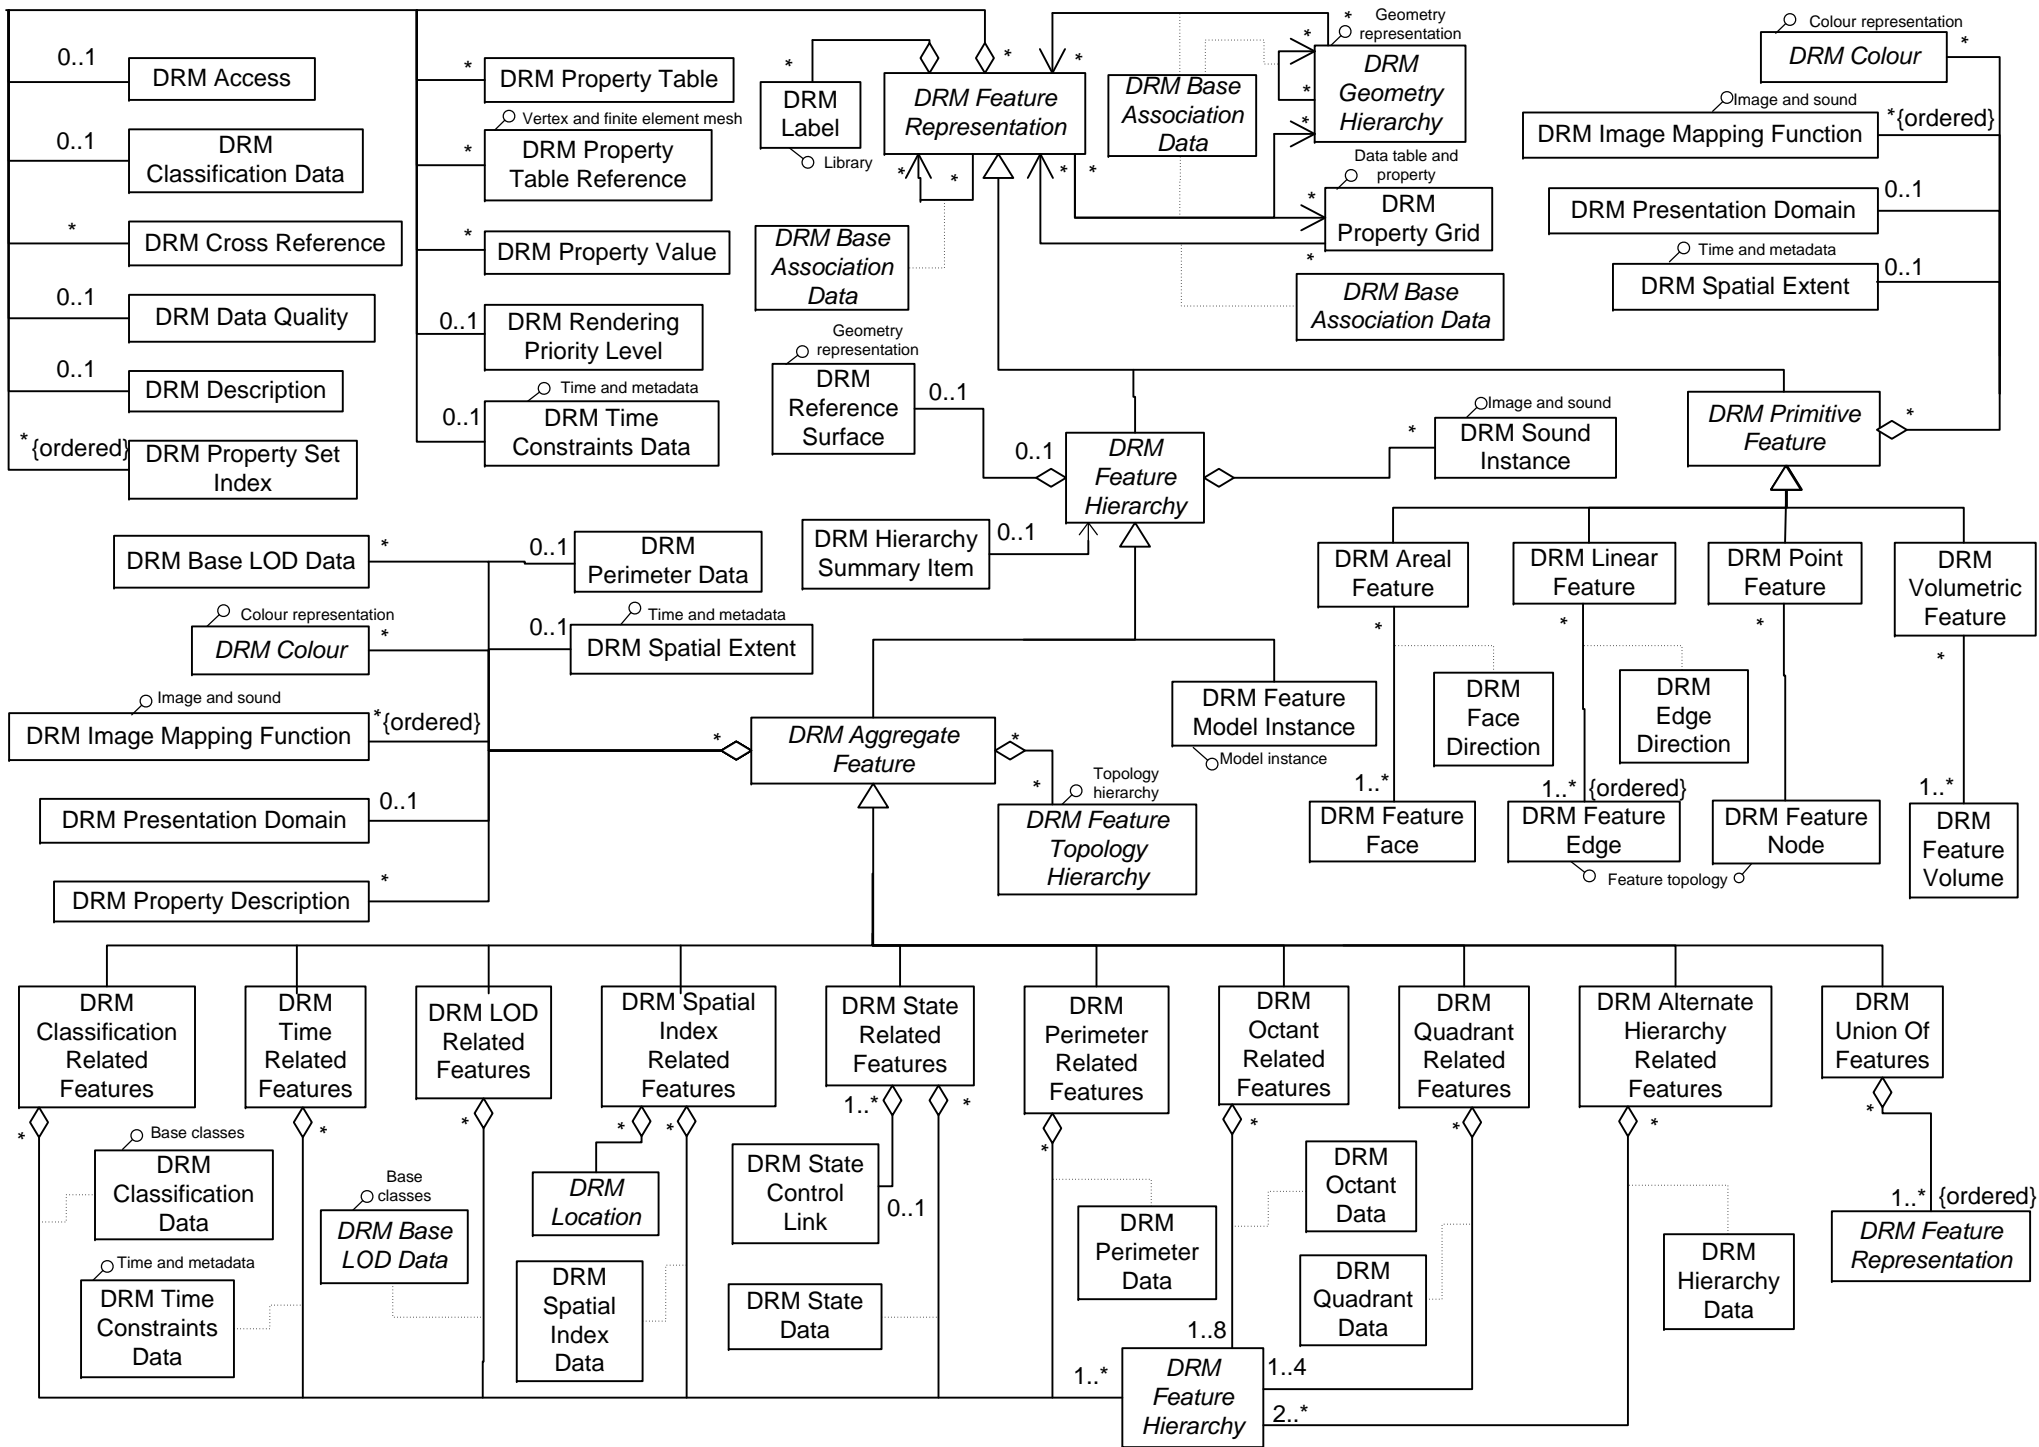 0..1
DRM Access
0..1
DRM
Classification Data
*
DRM Cross Reference
0..1
DRM Data Quality
0..1
DRM Description
*
{ordered}
DRM Property Set
Index
*
DRM Property Table
Vertex and finite element mesh
*
DRM Property
Table Reference
*
DRM Property Value
0..1
DRM Rendering
Priority Level
Time and metadata
0..1
DRM Time
Constraints Data
*
DRM
Label
Library
*
DRM Feature
Representation
*
*
*
*
*
DRM Base
Association
Data
DRM Base
Association
Data
*
Geometry
representation
*
DRM
Geometry
Hierarchy
*
*
Data table and
property
*
DRM
Property Grid
*
DRM Base
Association Data
Colour representation
DRM Colour
*
Image and sound
DRM Image Mapping Function
*{ordered}
DRM Presentation Domain
0..1
Time and metadata
DRM Spatial Extent
0..1
Geometry
representation
DRM
Reference
Surface
0..1
0..1
DRM
Feature
Hierarchy
*
Image and sound
DRM Sound
Instance
DRM Primitive
Feature
*
DRM Hierarchy
Summary Item
0..1
DRM Base LOD Data
*
0..1
DRM
Perimeter Data
Colour representation
DRM Colour
*
0..1
Time and metadata
DRM Spatial Extent
Image and sound
DRM Image Mapping Function
*{ordered}
DRM Presentation Domain
0..1
DRM Property Description
*
*
DRM Aggregate
Feature
*
*
Topology
hierarchy
DRM Feature
Topology
Hierarchy
DRM Feature
Model Instance
Model instance
DRM Areal
Feature
*
DRM
Face
Direction
1..*
DRM Feature
Face
DRM Linear
Feature
*
DRM
Edge
Direction
1..*
{ordered}
DRM Feature
Edge
DRM Point
Feature
*
DRM Feature
Node
Feature topology
DRM
Volumetric
Feature
*
1..*
DRM
Feature
Volume
DRM
Classification
Related
Features
*
DRM
Time
Related
Features
*
DRM LOD
Related
Features
*
DRM Spatial
Index
Related
Features
*
*
DRM State
Related
Features
1..*
*
DRM
Perimeter
Related
Features
*
DRM
Octant
Related
Features
*
DRM
Quadrant
Related
Features
*
DRM Alternate
Hierarchy
Related
Features
*
DRM
Union Of
Features
*
Base classes
DRM
Classification
Data
Time and metadata
DRM Time
Constraints
Data
Base
classes
DRM Base
LOD Data
DRM
Location
DRM
Spatial
Index
Data
DRM State
Control
Link
0..1
DRM State
Data
DRM
Perimeter
Data
DRM
Octant
Data
DRM
Quadrant
Data
DRM
Hierarchy
Data
1..*
{ordered}
DRM Feature
Representation
1..8
1..*
DRM
Feature
Hierarchy
1..4
2..*